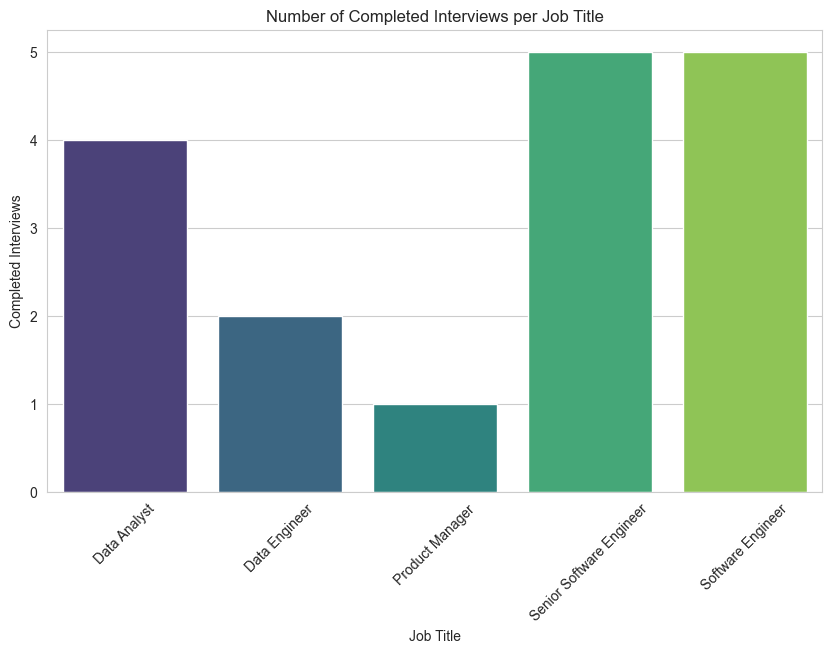 Number of Completed Interviews per Job Title
Completed Interviews
5
4
3
2
1
0
Data Analyst
Data Engineer
Product Manager
Senior Software Engineer
Software Engineer
Job Title